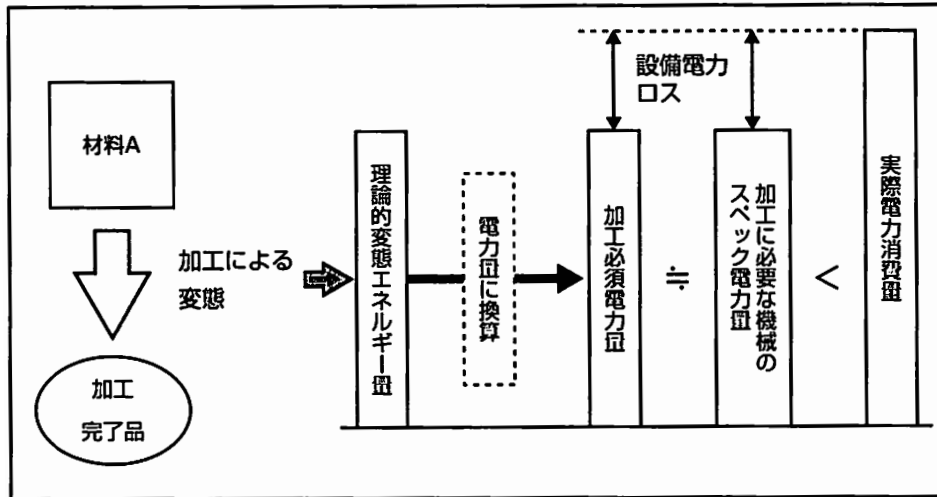 材料A
加工による
変態
加工
完了品
理論的変態エネルギー量
電力量に換算
設備電力
ロス
加工必須電力量
≒
加工に必要な機械の
スペック電力量
<
実際電力消費量